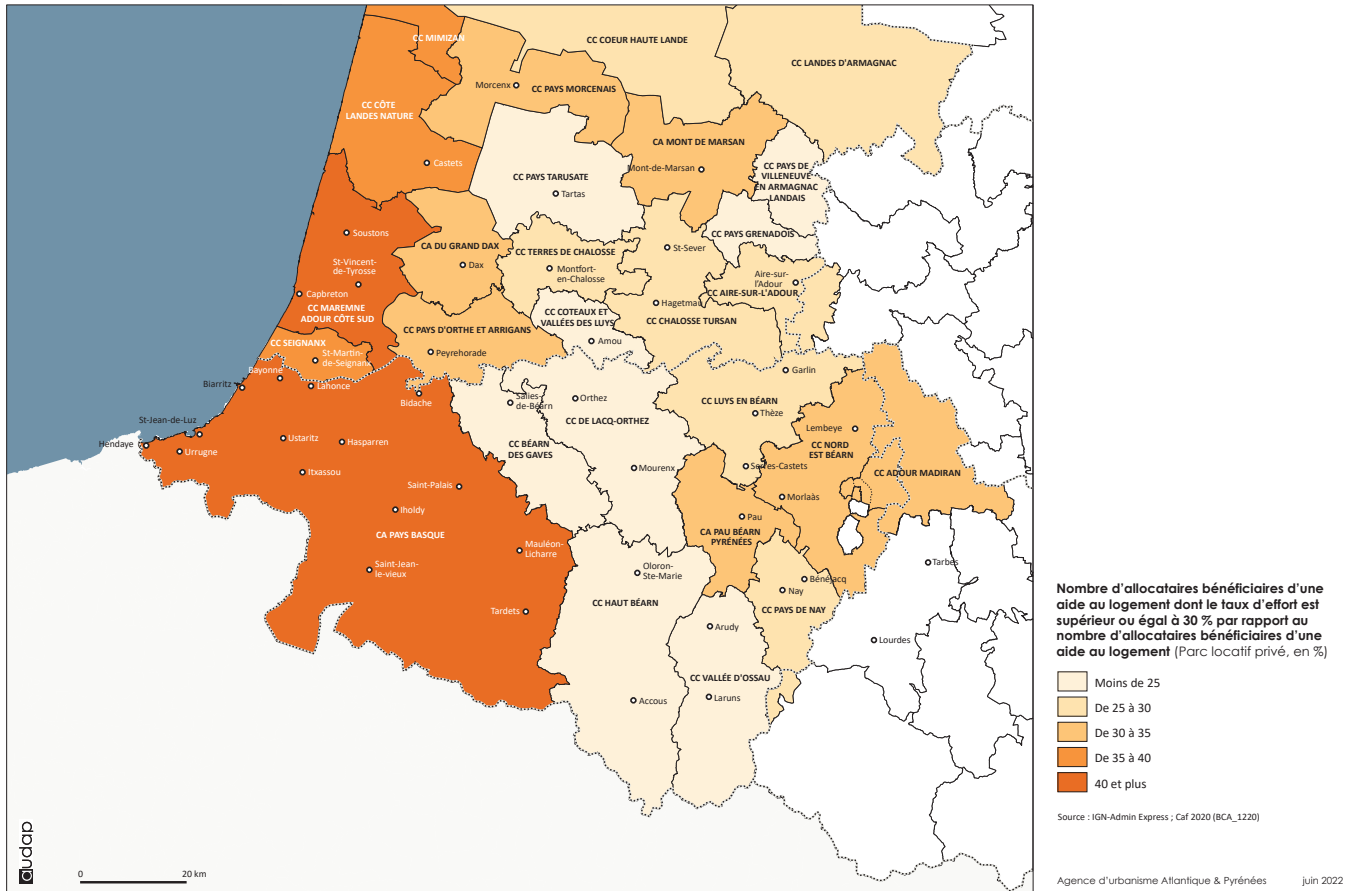 CC MIMIZAN
CC COEUR HAUTE LANDE
CC LANDES D'ARMAGNAC
Morcenx
CC PAYS MORCENAIS
CC CÔTE
LANDES NATURE
CA MONT DE MARSAN
Castets
Mont-de-Marsan
CC PAYS DE
VILLENEUVE
EN ARMAGNAC
LANDAIS
CC PAYS TARUSATE
Tartas
Soustons
CC PAYS GRENADOIS
CA DU GRAND DAX
Dax
CC TERRES DE CHALOSSE
Montfort-
en-Chalosse
St-Sever
St-Vincent-
de-Tyrosse
Aire-sur-
l'Adour
CC AIRE-SUR-L'ADOUR
Capbreton
CC MAREMNE
ADOUR CÔTE SUD
Hagetmau
CC COTEAUX ET
VALLÉES DES LUYS
CC CHALOSSE TURSAN
CC PAYS D'ORTHE ET ARRIGANS
Amou
Peyrehorade
CC SEIGNANX
St-Martin-
de-Seignanx
Bayonne
Biarritz
Lahonce
Bidache
Garlin
Salies-
de-Béarn
Orthez
CC LUYS EN BÉARN
Thèze
CC DE LACQ-ORTHEZ
St-Jean-de-Luz
Hendaye
Urrugne
Ustaritz
Hasparren
Lembeye
CC NORD
EST BÉARN
CC BÉARN
DES GAVES
Itxassou
Mourenx
Serres-Castets
CC ADOUR MADIRAN
Saint-Palais
Morlaàs
Iholdy
Pau
CA PAYS BASQUE
CA PAU BÉARN
PYRÉNÉES
Mauléon-
Licharre
Saint-Jean-
le-vieux
Oloron-
Ste-Marie
Tarbes
Bénéjacq
Nay
CC HAUT BÉARN
CC PAYS DE NAY
Tardets
Arudy
Lourdes
CC VALLÉE D'OSSAU
Accous
Laruns
audap
0 20 km
Nombre d'allocataires bénéficiaires d'une
aide au logement dont le taux d'effort est
supérieur ou égal à 30 % par rapport au
nombre d'allocataires bénéficiaires d'une
aide au logement (Parc locatif privé, en %)
Moins de 25
De 25 à 30
De 30 à 35
De 35 à 40
40 et plus
Source : IGN-Admin Express ; Caf 2020 (BCA_1220)
Agence d'urbanisme Atlantique & Pyrénées juin 2022